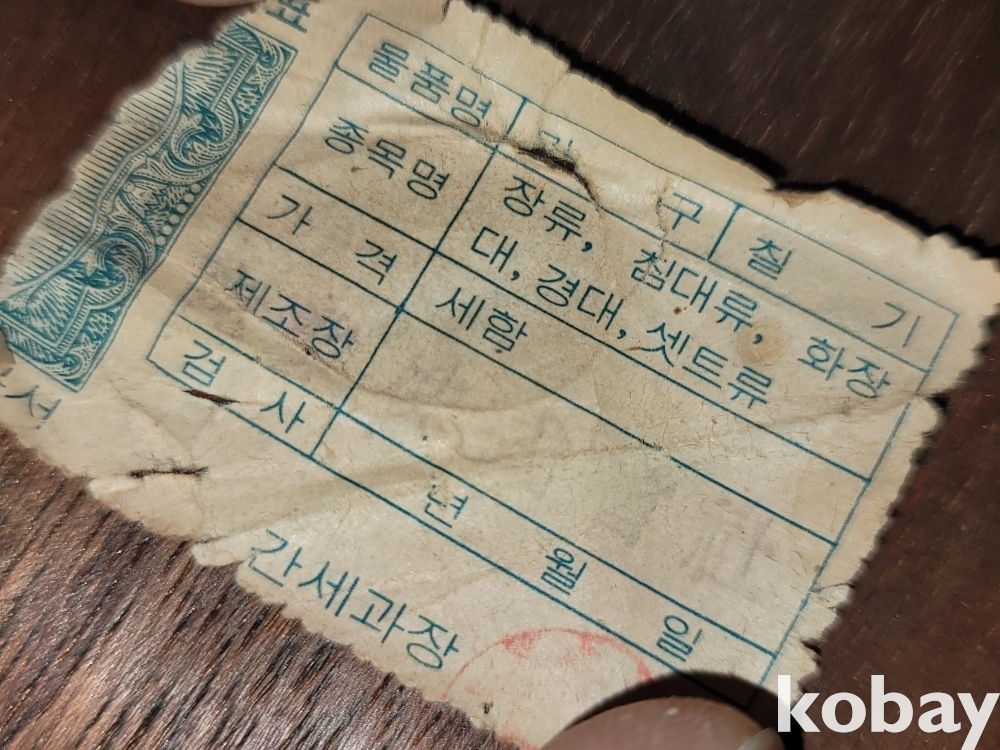 표
물품명 가 구 칠 기
종목명 장류, 침대류, 화장
대, 경대, 셋트류
가 격 세함
제조장
검 사 년 월 일
간세과장
서
kobay